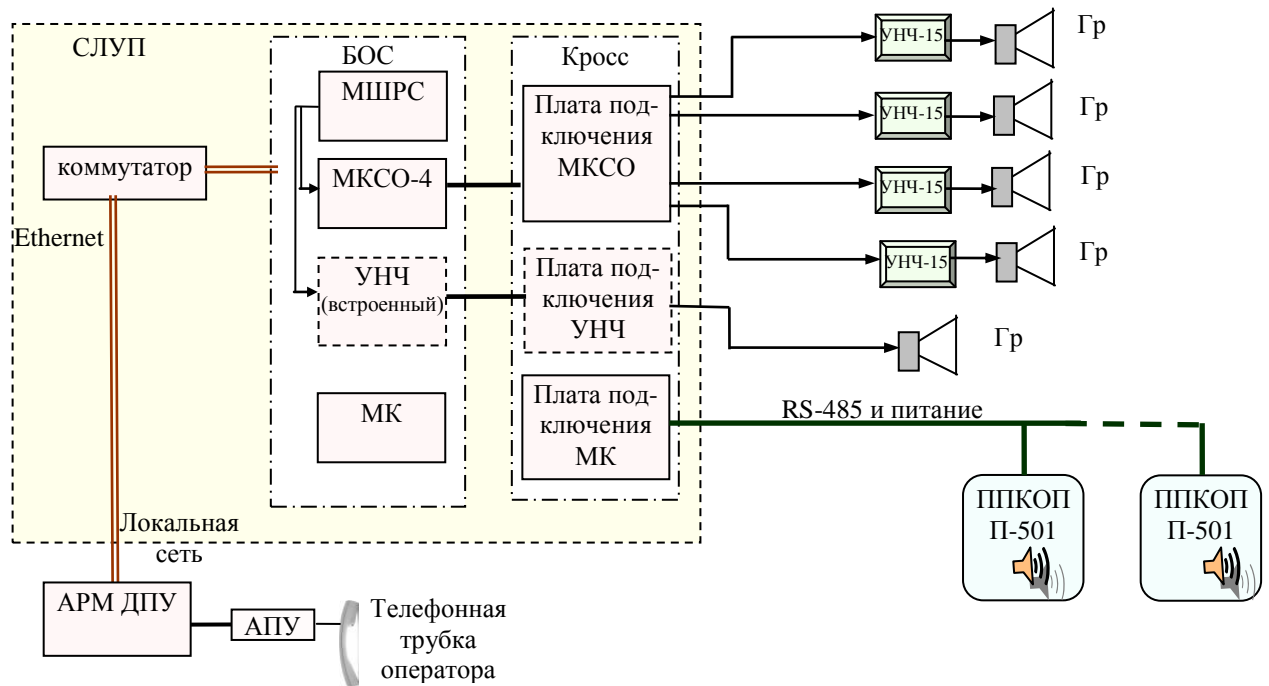 СЛУП
БОС
Кросс
МШРС
Плата под-
ключения
МКСО
коммутатор
МКСО-4
Ethernet
УНЧ
(встроенный)
Плата под-
ключения
УНЧ
МК
Плата под-
ключения
МК
УНЧ-15
Гр
УНЧ-15
Гр
УНЧ-15
Гр
УНЧ-15
Гр
Гр
RS-485 и питание
ППКОП
П-501
ППКОП
П-501
Локальная
сеть
АРМ ДПУ
АПУ
Телефонная
трубка
оператора